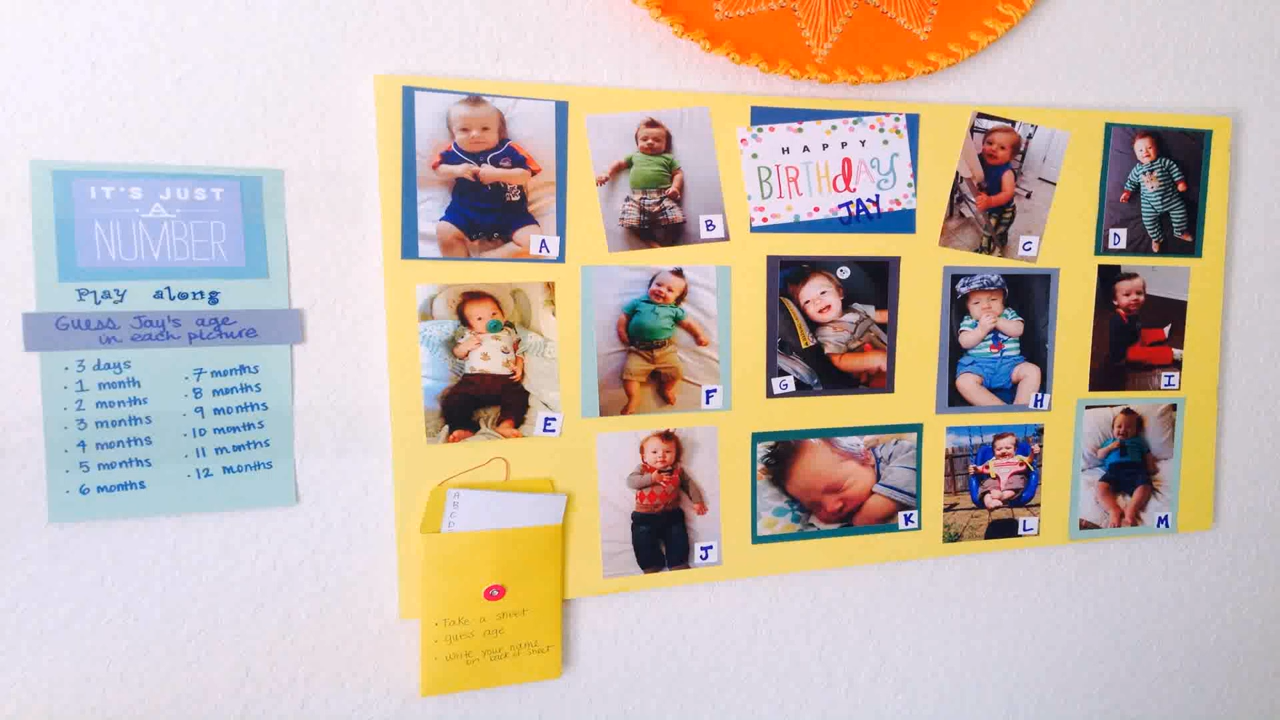 IT'S JUST
A
NUMBER
Play along
Guess Jay's age
in each picture
· 3 days
· 1 month
· 2 months
· 3 months
· 4 months
· 5 months
· 6 months
· 7 months
· 8 months
· 9 months
· 10 months
· 11 months
· 12 months
HAPPY
BIRTHdAY
JAY
A
B
C
D
E
F
G
H
I
J
K
L
M
A
B
C
D
· Take a sheet
· guess age
· Write your name
on back of sheet